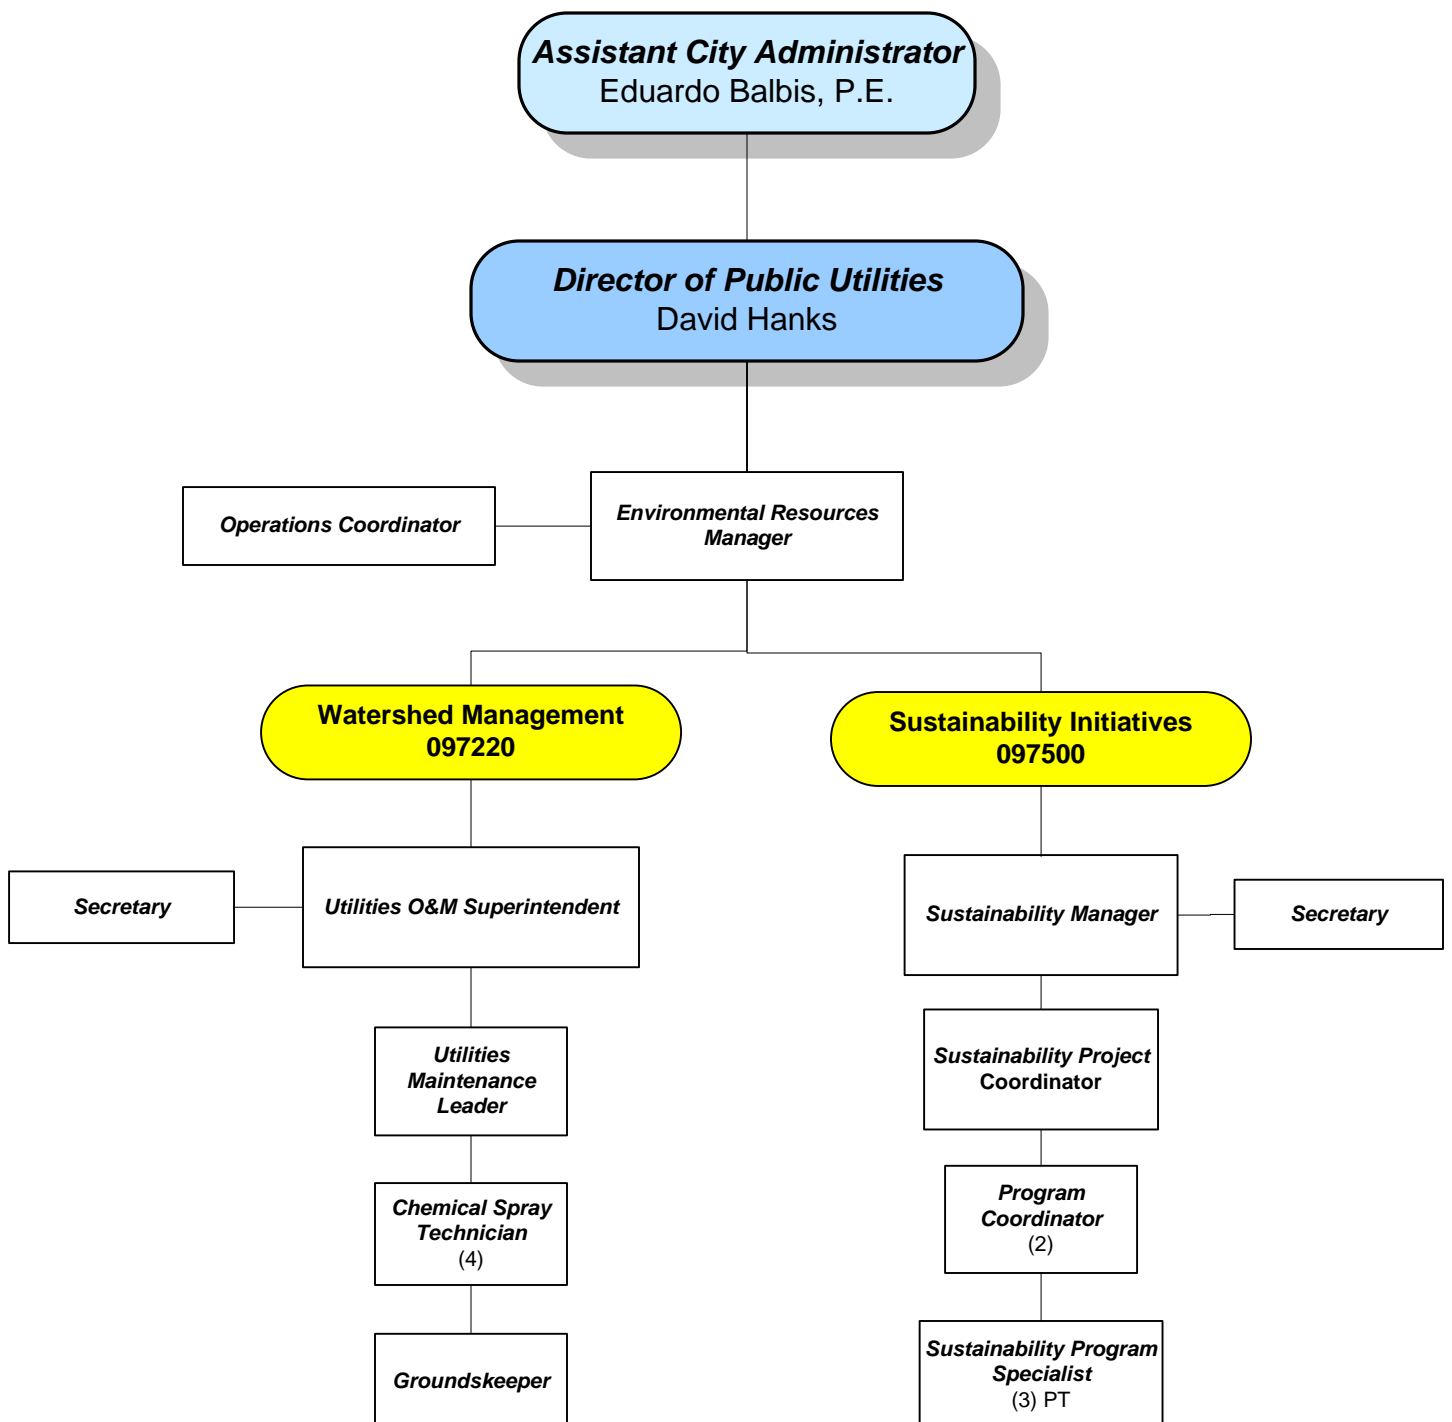 Assistant City Administrator
Eduardo Balbis, P.E.
Director of Public Utilities
David Hanks
Operations Coordinator
Environmental Resources
Manager
Watershed Management
097220
Sustainability Initiatives
097500
Secretary
Utilities O&M Superintendent
Sustainability Manager
Secretary
Utilities
Maintenance
Leader
Sustainability Project
Coordinator
Chemical Spray
Technician
(4)
Program
Coordinator
(2)
Groundskeeper
Sustainability Program
Specialist
(3) PT